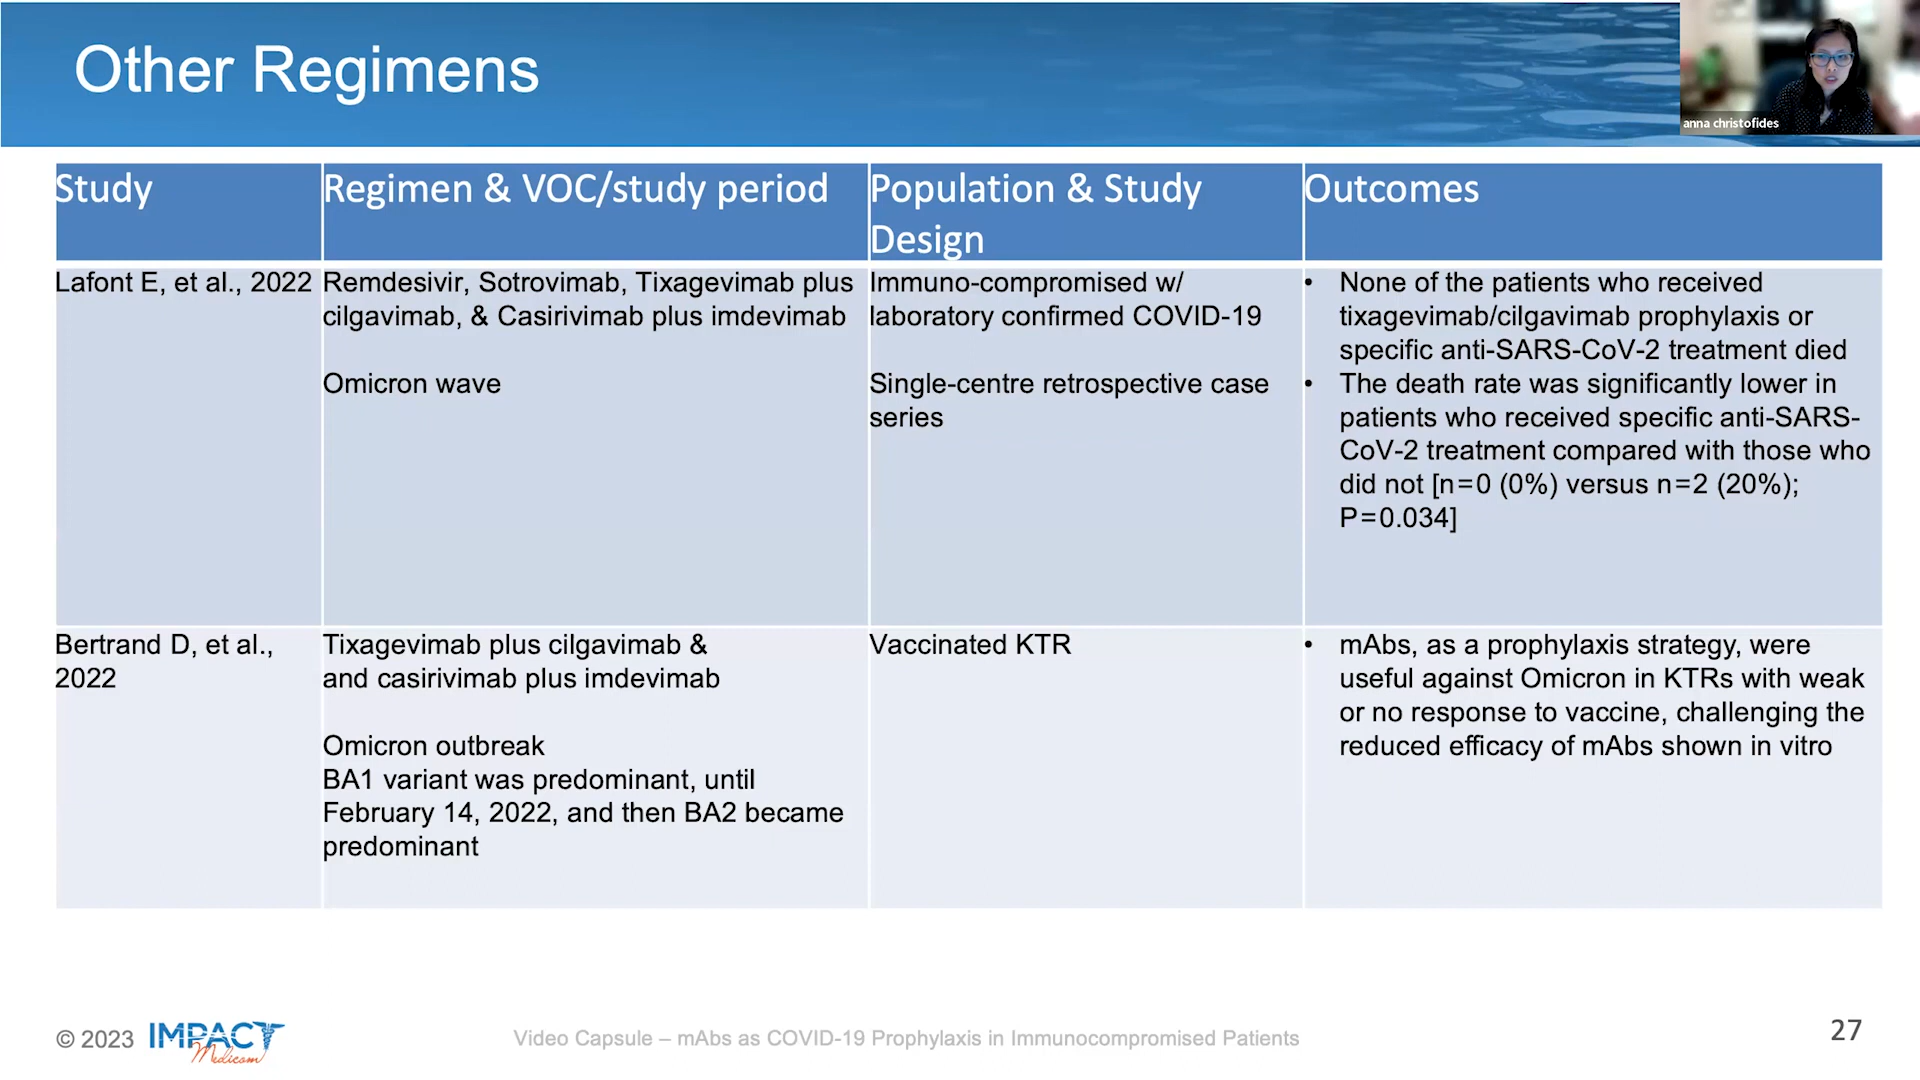 Other Regimens
anna christofides
Study
Regimen & VOC/study period
Population & Study
Design
Outcomes
Lafont E, et al., 2022
Remdesivir, Sotrovimab, Tixagevimab plus
cilgavimab, & Casirivimab plus imdevimab
Omicron wave
Immuno-compromised w/
laboratory confirmed COVID-19
Single-centre retrospective case
series
• None of the patients who received
tixagevimab/cilgavimab prophylaxis or
specific anti-SARS-CoV-2 treatment died
• The death rate was significantly lower in
patients who received specific anti-SARS-
CoV-2 treatment compared with those who
did not [n=0 (0%) versus n=2 (20%);
P=0.034]
Bertrand D, et al.,
2022
Tixagevimab plus cilgavimab &
and casirivimab plus imdevimab
Omicron outbreak
BA1 variant was predominant, until
February 14, 2022, and then BA2 became
predominant
Vaccinated KTR
• mAbs, as a prophylaxis strategy, were
useful against Omicron in KTRs with weak
or no response to vaccine, challenging the
reduced efficacy of mAbs shown in vitro
© 2023 IMPACT
Medicom
Video Capsule – mAbs as COVID-19 Prophylaxis in Immunocompromised Patients
27